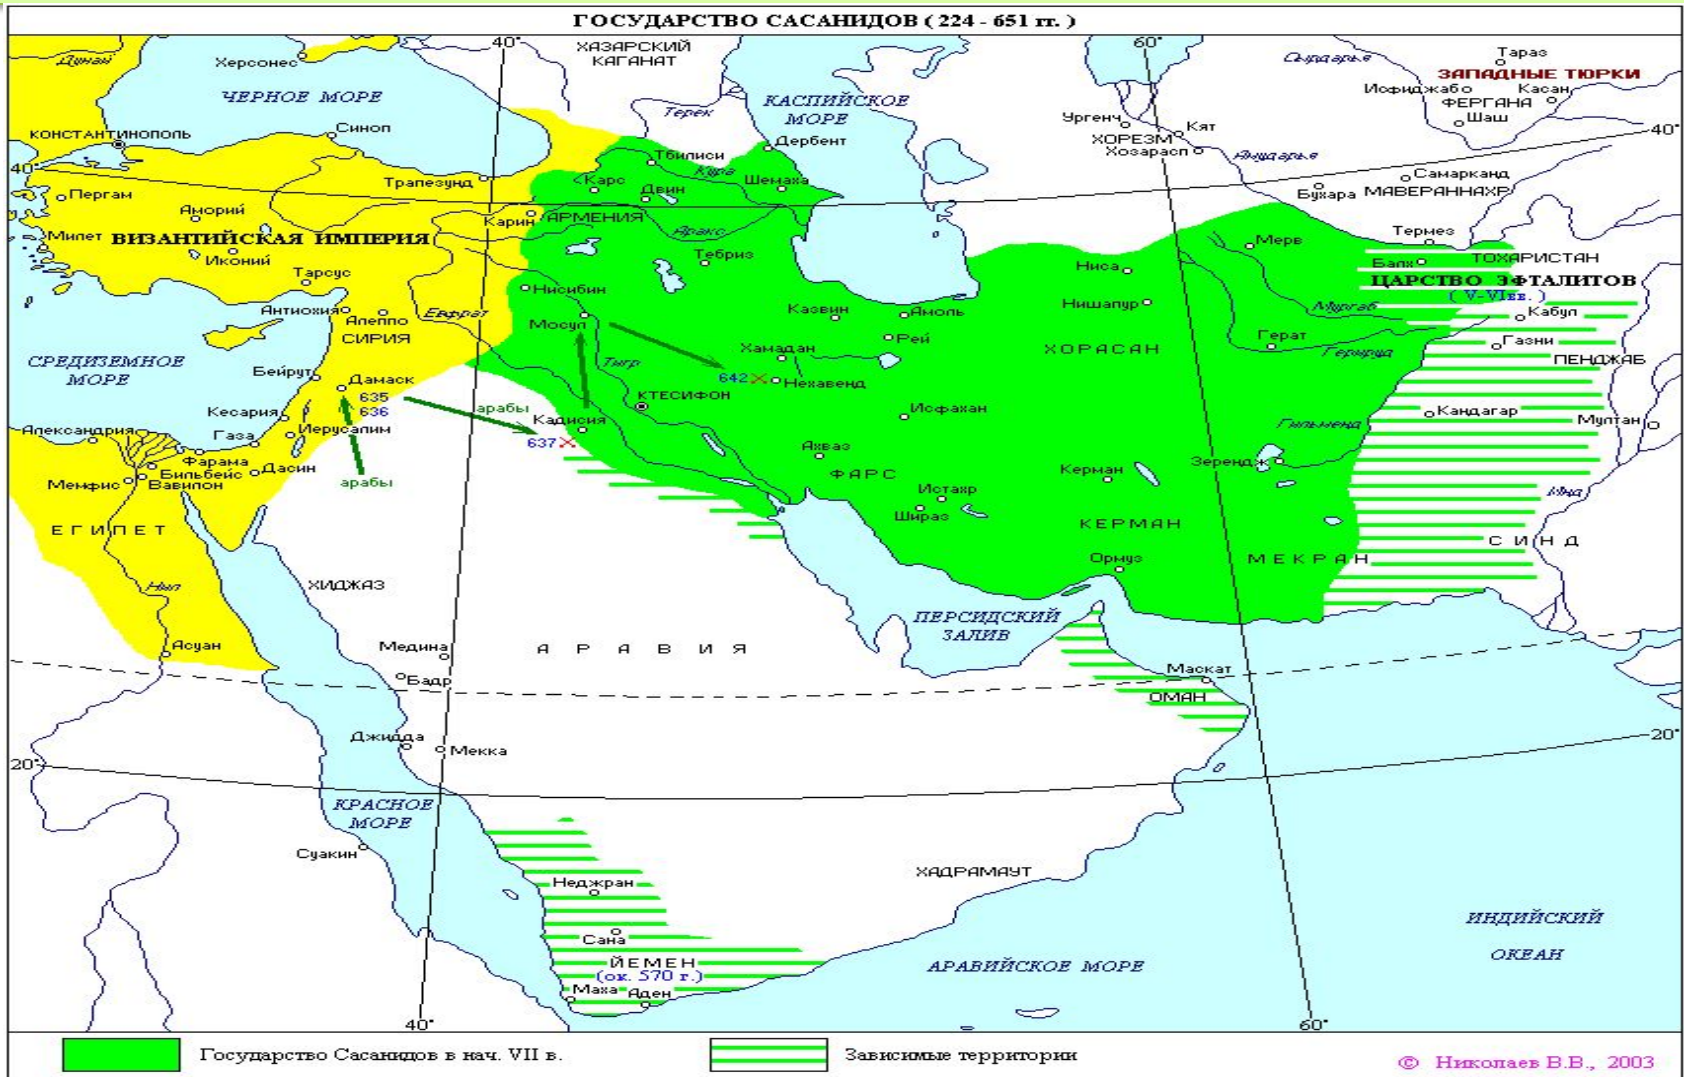 ГОСУДАРСТВО САСАНИДОВ ( 224 - 651 гг. )
40°
60°
ХАЗАРСКИЙ
КАГАНАТ
Дунай
Херсонес
ЧЕРНОЕ МОРЕ
Терек
КАСПИЙСКОЕ
МОРЕ
Сырдарья
Тараз
ЗАПАДНЫЕ ТЮРКИ
Исфиджабо
Касан
ФЕРГАНА
Шаш
Ургенч
Кят
ХОРЕЗМ
Хозарасп
Амударья
40°
КОНСТАНТИНОПОЛЬ
Синоп
Дербент
Тбилиси
Кура
Шемаха
40°
Трапезунд
Карс
Двин
Самарканд
Бухара
МАВЕРАННАХР
Пергам
Аморий
Карин
АРМЕНИЯ
Аракс
Милет
ВИЗАНТИЙСКАЯ ИМПЕРИЯ
Иконий
Тебриз
Мерв
Термез
Тарсус
Ниса
Балх
ТОХАРИСТАН
ЦАРСТВО ЭФТАЛИТОВ
( V-VIвв. )
Нисибин
Антиохия
Алеппо
Евфрат
Мосул
Казвин
Амоль
Нишапур
Мургаб
Кабул
СИРИЯ
Рей
Герат
Газни
СРЕДИЗЕМНОЕ
МОРЕ
Тигр
Хамадан
ХОРАСАН
Герируд
ПЕНДЖАБ
Бейрут
Дамаск
642
Нехавенд
635
636
КТЕСИФОН
Кесария
арабы
Кадисия
Исфахан
Кандагар
Мултан
Александрия
Газа
Иерусалим
637
Гильменд
Фарама
Бильбейс
Дасин
Ахваз
Мемфис
Вавилон
арабы
ФАРС
Керман
Зерендж
Истахр
Инд
Шираз
ЕГИПЕТ
КЕРМАН
СИНД
Ормуз
МЕКРАН
Нил
ХИДЖАЗ
ПЕРСИДСКИЙ
ЗАЛИВ
Асуан
Медина
АРАВИЯ
Бадр
Маскат
ОМАН
Джидда
Мекка
20°
20°
КРАСНОЕ
МОРЕ
Суакин
ХАДРАМАУТ
Неджран
ИНДИЙСКИЙ
ОКЕАН
Сана
ЙЕМЕН
(ок. 570 г.)
АРАВИЙСКОЕ МОРЕ
Маха
Аден
40°
60°
Государство Сасанидов в нач. VII в.
Зависимые территории
© Николаев В.В., 2003